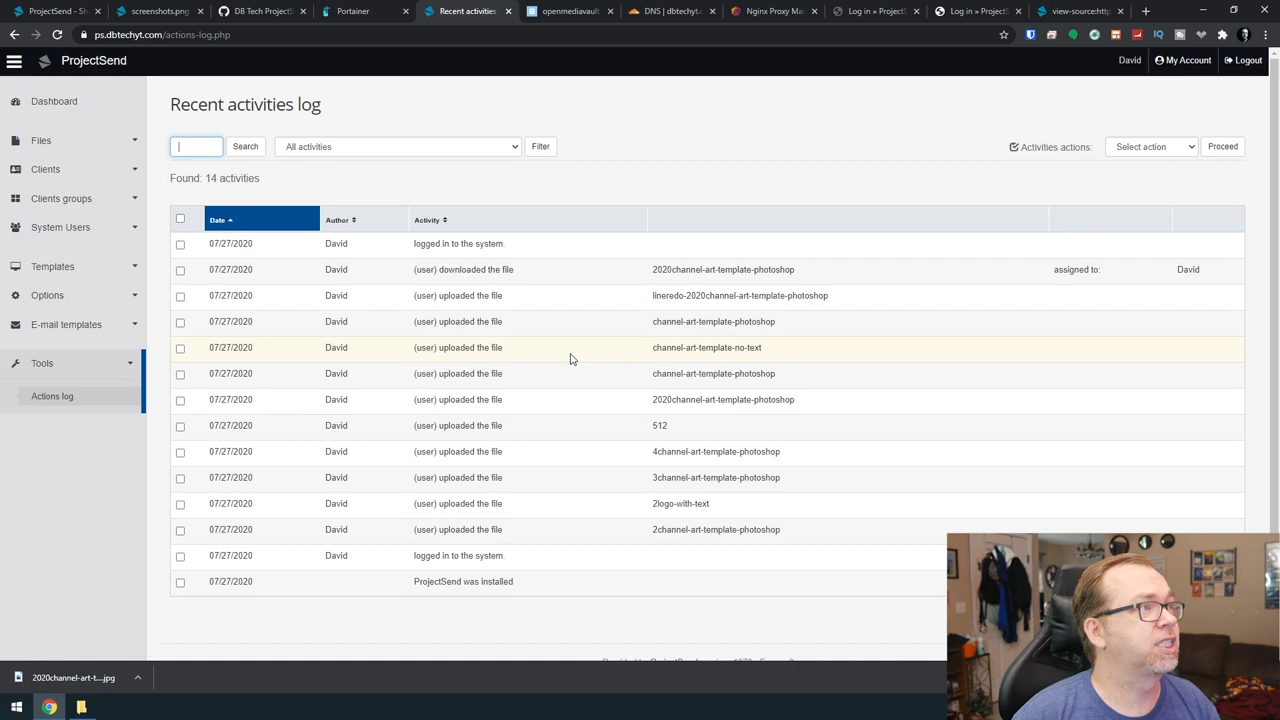 ProjectSend - Sh
screenshots.png
DB Tech ProjectS
Portainer
Recent activities
openmediavault
DNS | dbtechyt.c
Nginx Proxy Ma
Log in » ProjectS
Log in » ProjectS
view-source:http
ps.dbtechyt.com/actions-log.php
ProjectSend
David
My Account
Logout
Dashboard
Files
Clients
Clients groups
System Users
Templates
Options
E-mail templates
Tools
Actions log
Recent activities log
Search
All activities
Filter
Activities actions:
Select action
Proceed
Found: 14 activities
Date Author Activity
07/27/2020 David logged in to the system.
07/27/2020 David (user) downloaded the file 2020channel-art-template-photoshop assigned to: David
07/27/2020 David (user) uploaded the file lineredo-2020channel-art-template-photoshop
07/27/2020 David (user) uploaded the file channel-art-template-photoshop
07/27/2020 David (user) uploaded the file channel-art-template-no-text
07/27/2020 David (user) uploaded the file channel-art-template-photoshop
07/27/2020 David (user) uploaded the file 2020channel-art-template-photoshop
07/27/2020 David (user) uploaded the file 512
07/27/2020 David (user) uploaded the file 4channel-art-template-photoshop
07/27/2020 David (user) uploaded the file 3channel-art-template-photoshop
07/27/2020 David (user) uploaded the file 2logo-with-text
07/27/2020 David (user) uploaded the file 2channel-art-template-photoshop
07/27/2020 David logged in to the system.
07/27/2020 ProjectSend was installed
2020channel-art-t....jpg